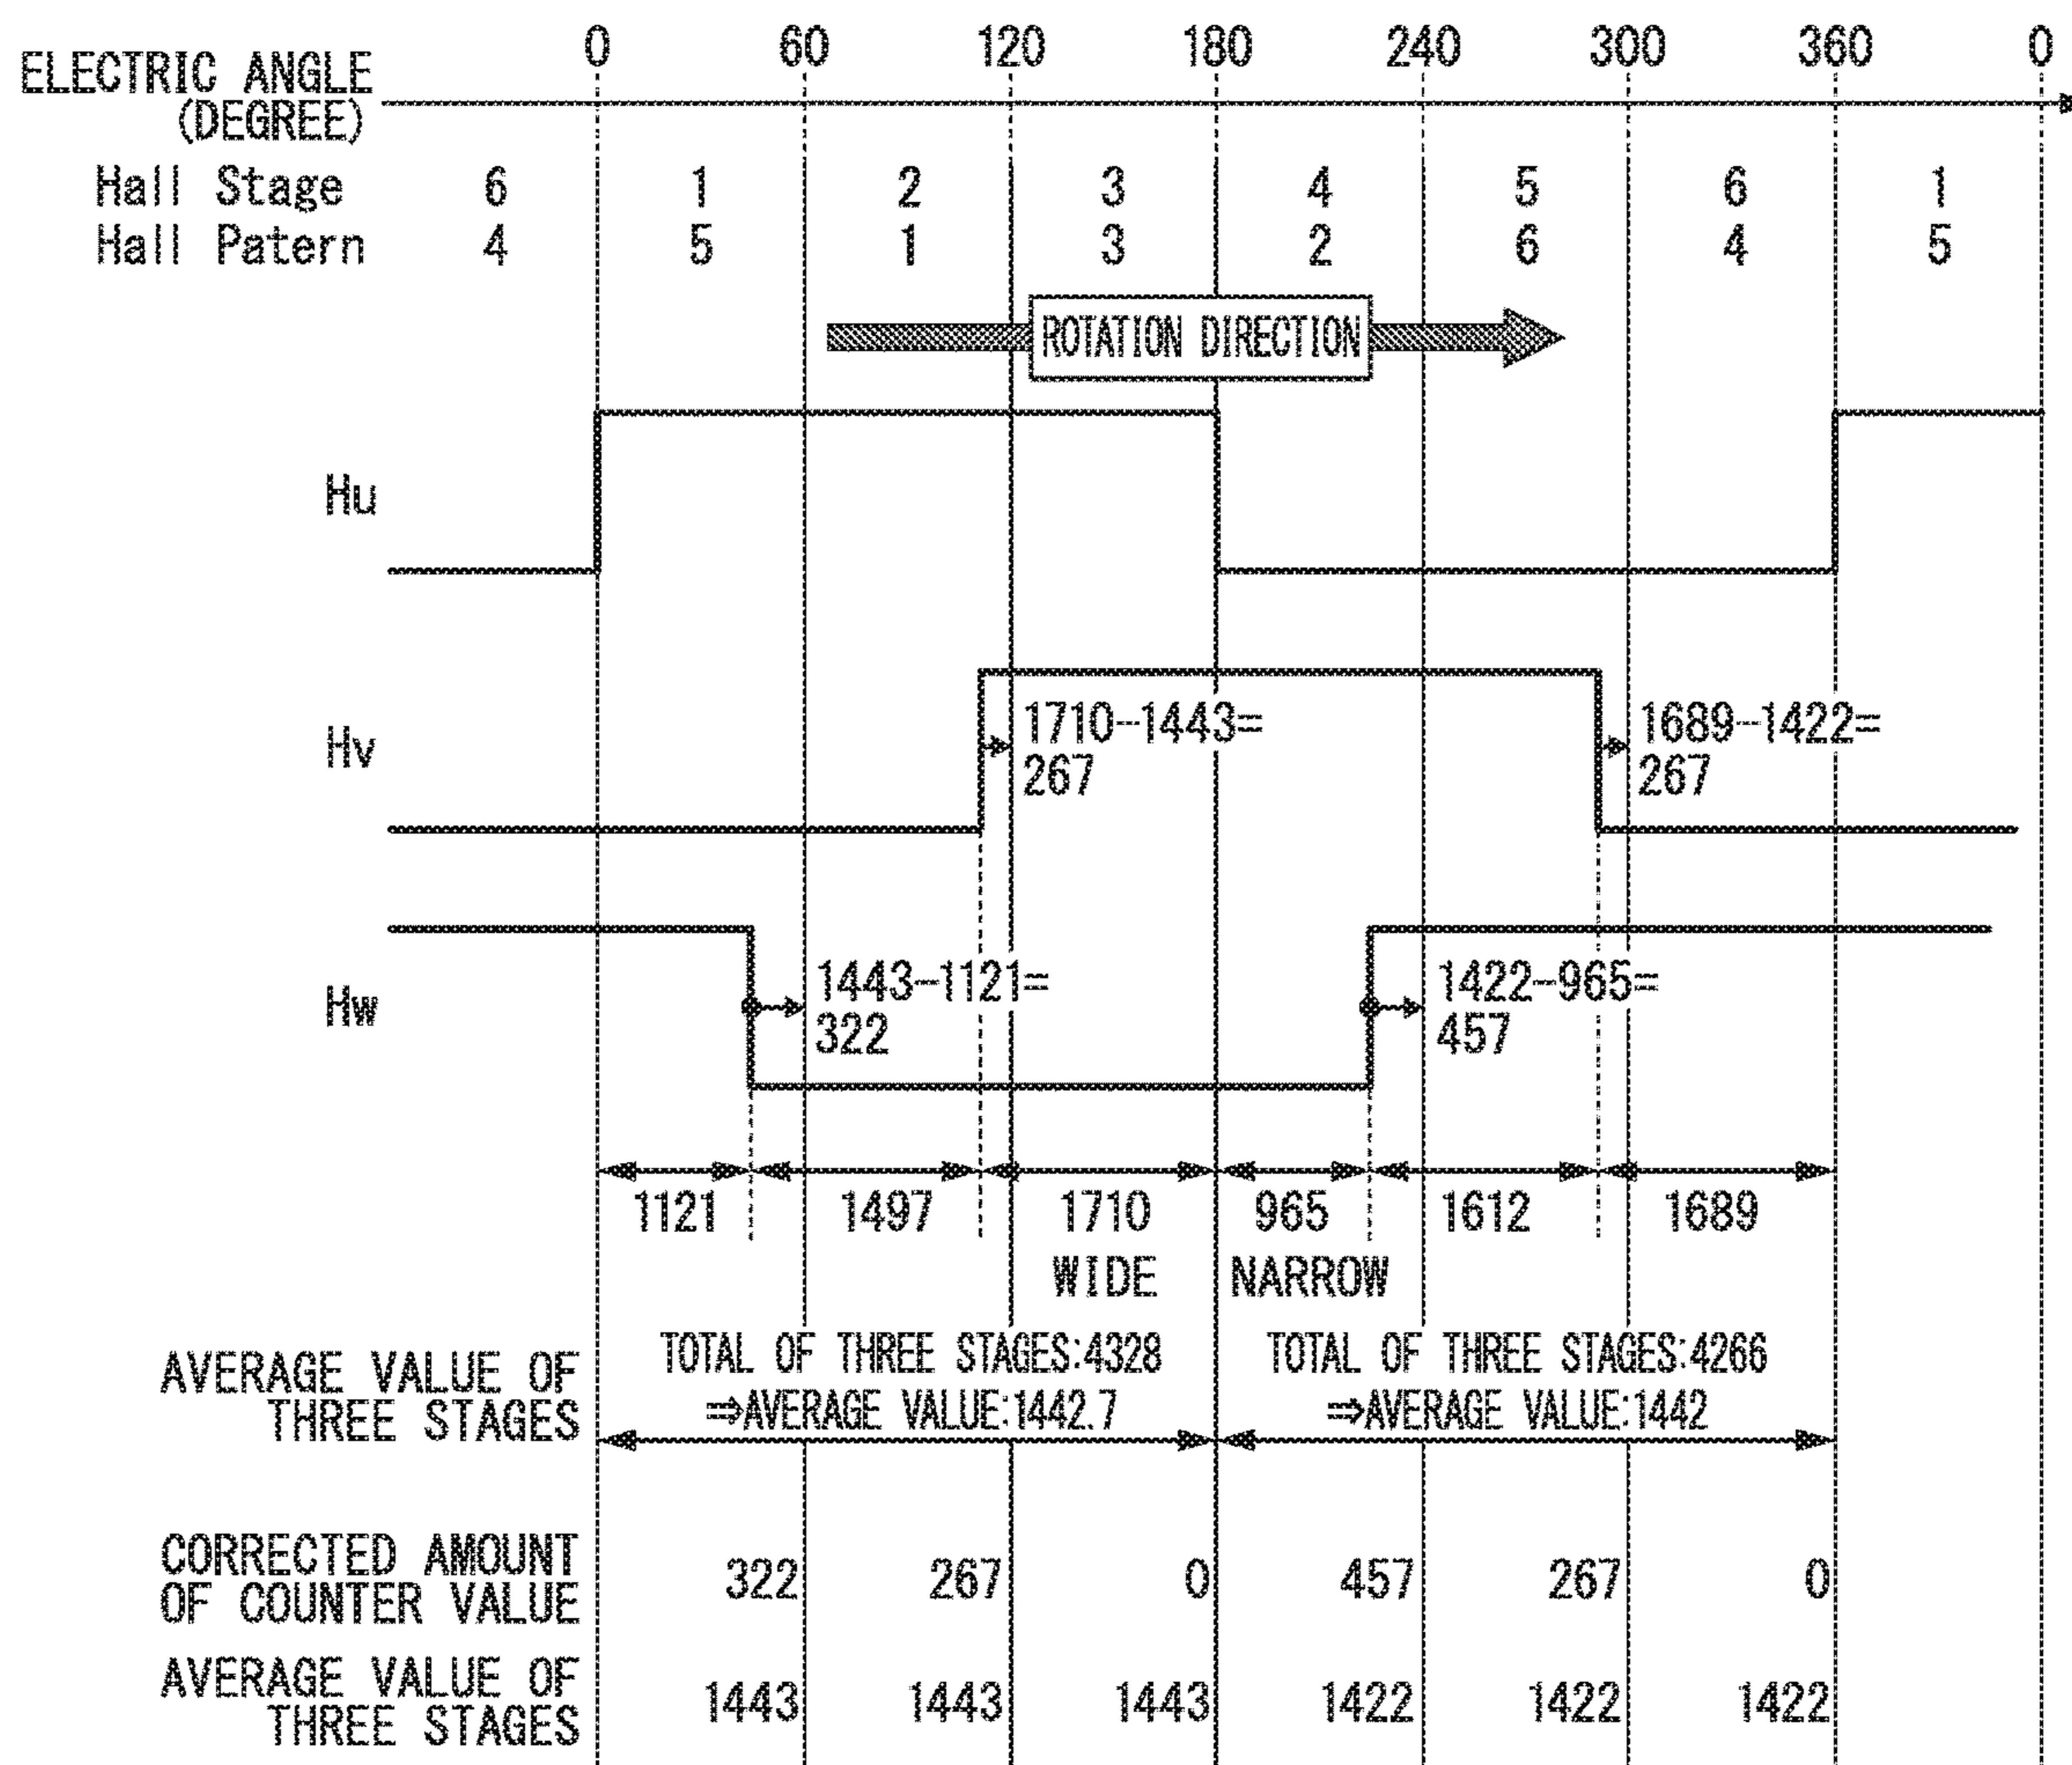 0 60 120 180 240 300 360 0
ELECTRIC ANGLE
(DEGREE)
Hall Stage 6 1 2 3 4 5 6 1
Hall Patern 4 5 1 3 2 6 4 5
ROTATION DIRECTION
Hu
Hv
1710-1443=
267
1689-1422=
267
Hw
1443-1121=
322
1422-965=
457
1121 1497 1710 965 1612 1689
WIDE NARROW
AVERAGE VALUE OF
THREE STAGES
TOTAL OF THREE STAGES:4328
⇒AVERAGE VALUE:1442.7
TOTAL OF THREE STAGES:4266
⇒AVERAGE VALUE:1442
CORRECTED AMOUNT
OF COUNTER VALUE
322 267 0 457 267 0
AVERAGE VALUE OF
THREE STAGES
1443 1443 1443 1422 1422 1422